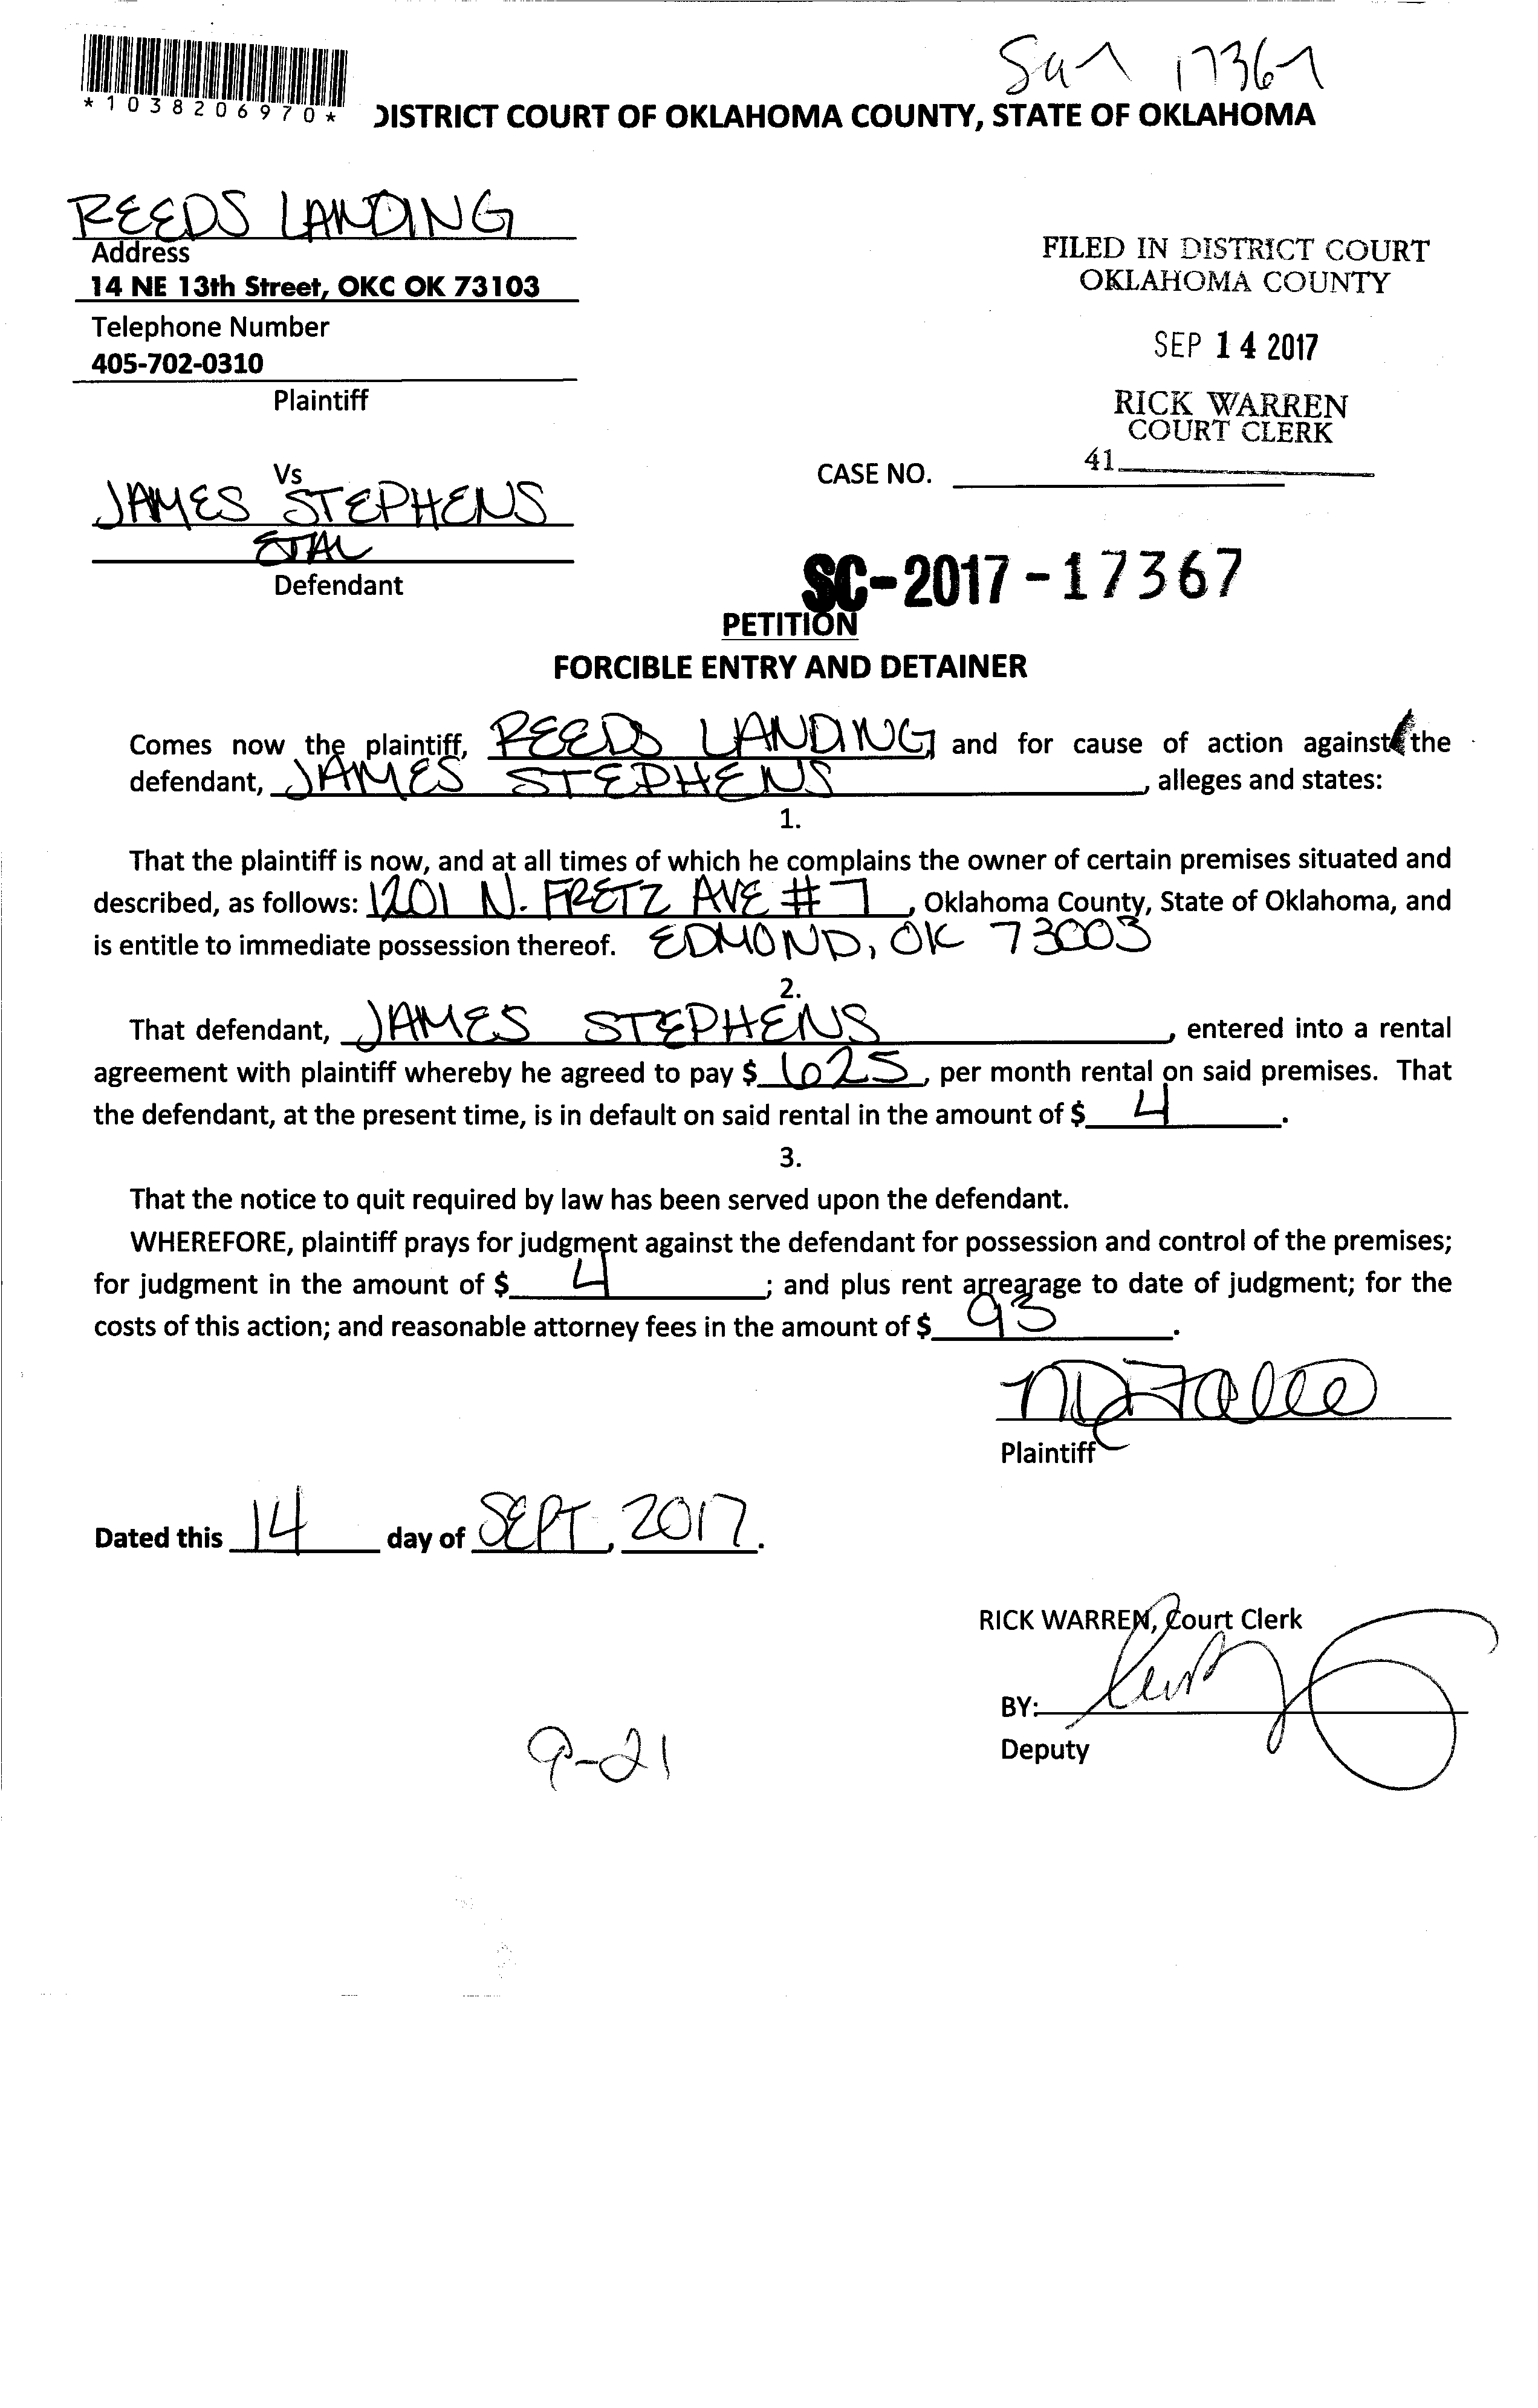 17367
*1038206970*
DISTRICT COURT OF OKLAHOMA COUNTY, STATE OF OKLAHOMA
REEDS LANDING
Address
14 NE 13th Street, OKC OK 73103
Telephone Number
405-702-0310
Plaintiff
FILED IN DISTRICT COURT
OKLAHOMA COUNTY
SEP 14 2017
RICK WARREN
COURT CLERK
41
Vs
JAMES STEPHENS
ETAL
Defendant
CASE NO.
SC-2017-17367
PETITION
FORCIBLE ENTRY AND DETAINER
Comes now the plaintiff, REEDS LANDING, and for cause of action against the
defendant, JAMES STEPHENS, alleges and states:
1.
That the plaintiff is now, and at all times of which he complains the owner of certain premises situated and
described, as follows: 1201 N. FRETZ AVE #7, Oklahoma County, State of Oklahoma, and
is entitle to immediate possession thereof. EDMOND, OK 73003
2.
That defendant, JAMES STEPHENS, entered into a rental
agreement with plaintiff whereby he agreed to pay $ 625, per month rental on said premises. That
the defendant, at the present time, is in default on said rental in the amount of $ 4.
3.
That the notice to quit required by law has been served upon the defendant.
WHEREFORE, plaintiff prays for judgment against the defendant for possession and control of the premises;
for judgment in the amount of $ 4; and plus rent arrearage to date of judgment; for the
costs of this action; and reasonable attorney fees in the amount of $ 93.
Plaintiff
Dated this 14 day of SEPT, 2017.
RICK WARREN, Court Clerk
BY:
Deputy
9-21